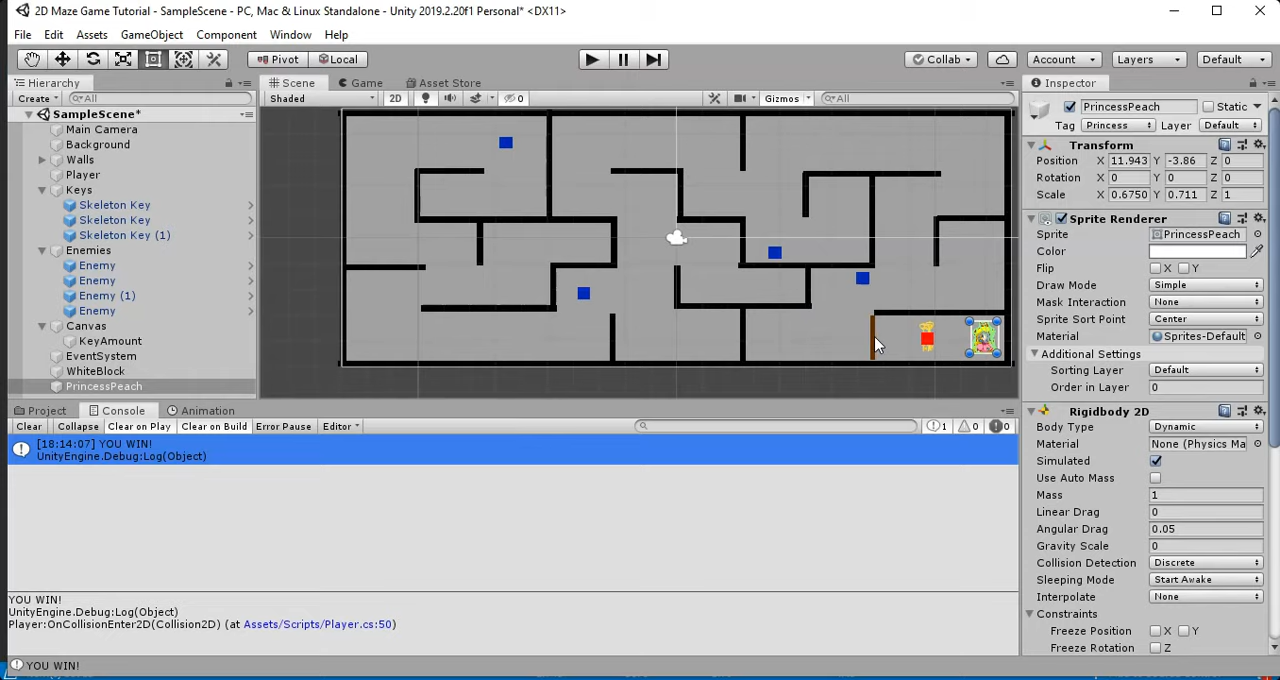 2D Maze Game Tutorial - SampleScene - PC, Mac & Linux Standalone - Unity 2019.2.20f1 Personal* <DX11>
File Edit Assets GameObject Component Window Help
Pivot Local Collab Account Layers Default
Hierarchy
Create All
SampleScene*
Main Camera
Background
Walls
Player
Keys
Skeleton Key
Skeleton Key
Skeleton Key (1)
Enemies
Enemy
Enemy
Enemy (1)
Enemy
Canvas
KeyAmount
EventSystem
WhiteBlock
PrincessPeach
Scene Game Asset Store
Shaded 2D 0 Gizmos All
Inspector
PrincessPeach Static
Tag Princess Layer Default
Transform
Position X 11.943 Y -3.86 Z 0
Rotation X 0 Y 0 Z 0
Scale X 0.6750 Y 0.711 Z 1
Sprite Renderer
Sprite PrincessPeach
Color
Flip X Y
Draw Mode Simple
Mask Interaction None
Sprite Sort Point Center
Material Sprites-Default
Additional Settings
Sorting Layer Default
Order in Layer 0
Rigidbody 2D
Body Type Dynamic
Material None (Physics Ma
Simulated
Use Auto Mass
Mass 1
Linear Drag 0
Angular Drag 0.05
Gravity Scale 0
Collision Detection Discrete
Sleeping Mode Start Awake
Interpolate None
Constraints
Freeze Position X Y
Freeze Rotation Z
Project Console Animation
Clear Collapse Clear on Play Clear on Build Error Pause Editor 1 0 0
[18:14:07] YOU WIN!
UnityEngine.Debug:Log(Object)
YOU WIN!
UnityEngine.Debug:Log(Object)
Player:OnCollisionEnter2D(Collision2D) (at Assets/Scripts/Player.cs:50)
YOU WIN!